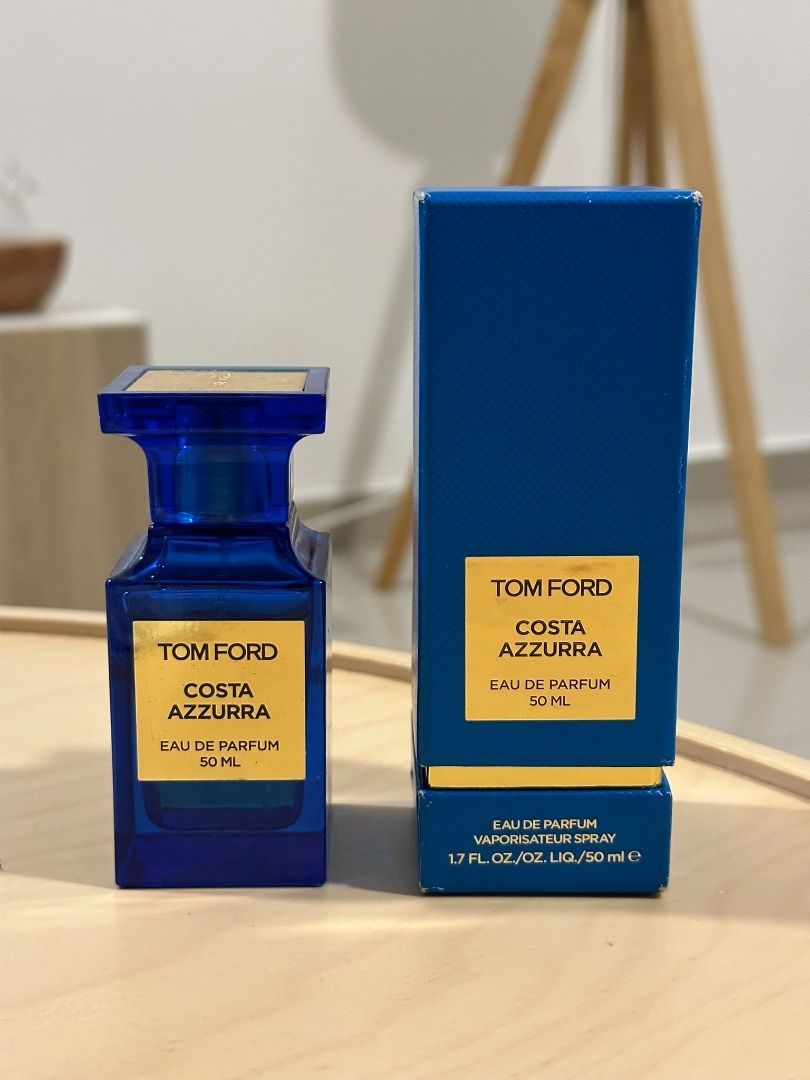 TOM FORD
COSTA
AZZURRA
EAU DE PARFUM
50 ML
TOM FORD
COSTA
AZZURRA
EAU DE PARFUM
50 ML
EAU DE PARFUM
VAPORISATEUR SPRAY
1.7 FL. OZ./OZ. LIQ./50 ml ℮